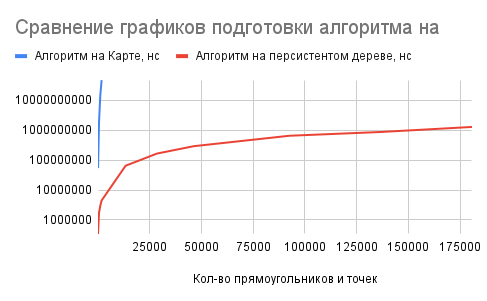 Сравнение графиков подготовки алгоритма на
Алгоритм на Карте, нс
Алгоритм на персистентом дереве, нс
10000000000
1000000000
100000000
10000000
1000000
25000 50000 75000 100000 125000 150000 175000
Кол-во прямоугольников и точек